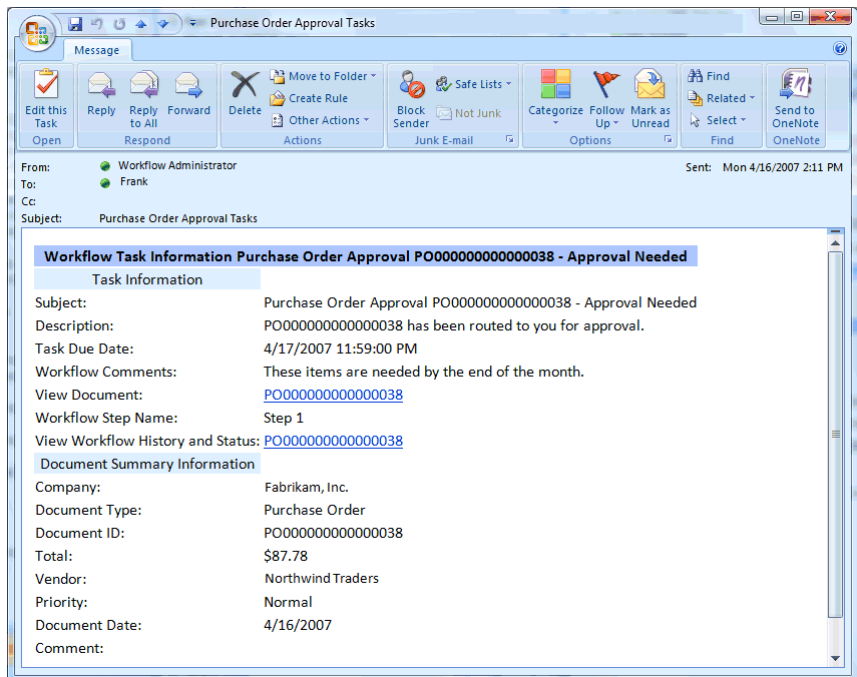 Purchase Order Approval Tasks
Message
Edit this Task
Reply
Reply to All
Forward
Delete
Move to Folder
Create Rule
Other Actions
Block Sender
Safe Lists
Not Junk
Categorize
Follow Up
Mark as Unread
Find
Related
Select
Send to OneNote
Open
Respond
Actions
Junk E-mail
Options
Find
OneNote
From: Workflow Administrator Sent: Mon 4/16/2007 2:11 PM
To: Frank
Cc:
Subject: Purchase Order Approval Tasks
Workflow Task Information Purchase Order Approval PO000000000000038 - Approval Needed
Task Information
Subject: Purchase Order Approval PO000000000000038 - Approval Needed
Description: PO000000000000038 has been routed to you for approval.
Task Due Date: 4/17/2007 11:59:00 PM
Workflow Comments: These items are needed by the end of the month.
View Document: PO000000000000038
Workflow Step Name: Step 1
View Workflow History and Status: PO000000000000038
Document Summary Information
Company: Fabrikam, Inc.
Document Type: Purchase Order
Document ID: PO000000000000038
Total: $87.78
Vendor: Northwind Traders
Priority: Normal
Document Date: 4/16/2007
Comment: